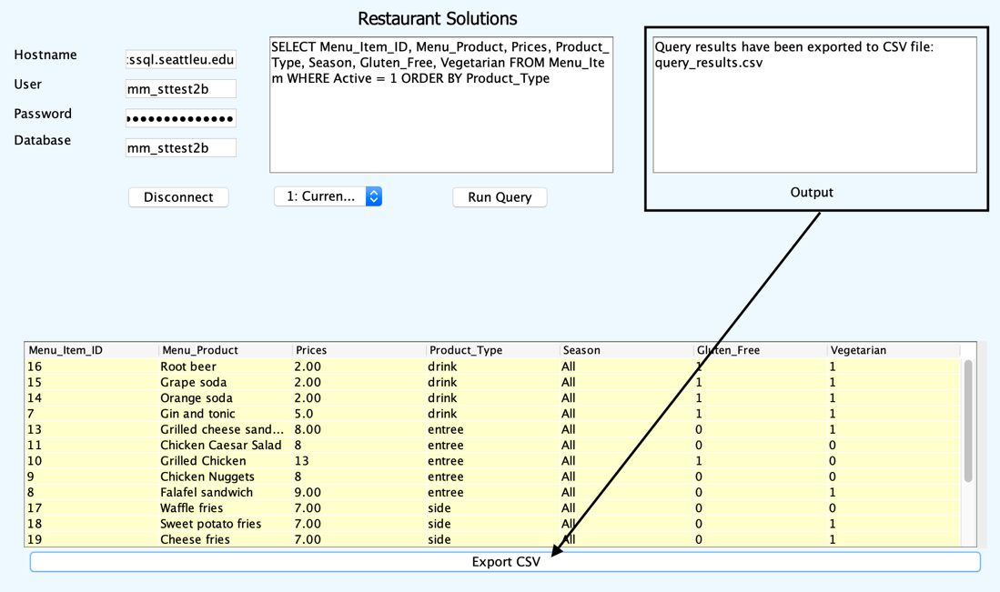 Restaurant Solutions
Hostname
:ssql.seattleu.edu
User
mm_sttest2b
Password
Database
mm_sttest2b
SELECT Menu_Item_ID, Menu_Product, Prices, Product_
Type, Season, Gluten_Free, Vegetarian FROM Menu_Ite
m WHERE Active = 1 ORDER BY Product_Type
Query results have been exported to CSV file:
query_results.csv
Output
Disconnect
1: Curren...
Run Query
Menu_Item_ID Menu_Product Prices Product_Type Season Gluten_Free Vegetarian
16 Root beer 2.00 drink All 1 1
15 Grape soda 2.00 drink All 1 1
14 Orange soda 2.00 drink All 1 1
7 Gin and tonic 5.0 drink All 1 1
13 Grilled cheese sand... 8.00 entree All 0 1
11 Chicken Caesar Salad 8 entree All 0 0
10 Grilled Chicken 13 entree All 1 0
9 Chicken Nuggets 8 entree All 0 0
8 Falafel sandwich 9.00 entree All 0 1
17 Waffle fries 7.00 side All 0 0
18 Sweet potato fries 7.00 side All 0 1
19 Cheese fries 7.00 side All 0 1
Export CSV